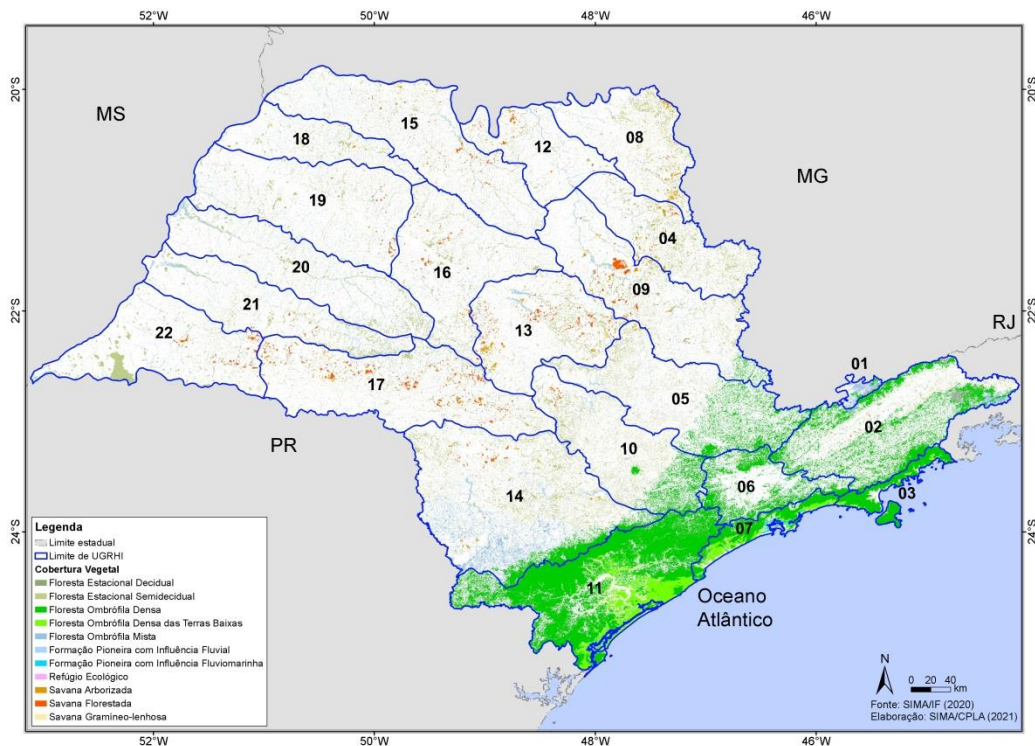 52°W 50°W 48°W 46°W
20°S 20°S
MS
15
18
12
08
MG
19
04
16
20
09
22°S 22°S
21
13
RJ
22
01
17
05
02
PR
10
06
03
14
07
24°S 24°S
11
Oceano
Atlântico
Legenda
Limite estadual
Limite de UGRHI
Cobertura Vegetal
Floresta Estacional Decidual
Floresta Estacional Semidecidual
Floresta Ombrófila Densa
Floresta Ombrófila Densa das Terras Baixas
Floresta Ombrófila Mista
Formação Pioneira com Influência Fluvial
Formação Pioneira com Influência Fluviomarinha
Refúgio Ecológico
Savana Arborizada
Savana Florestada
Savana Gramíneo-lenhosa
N
0 20 40
km
Fonte: SIMA/IF (2020)
Elaboração: SIMA/CPLA (2021)
52°W 50°W 48°W 46°W